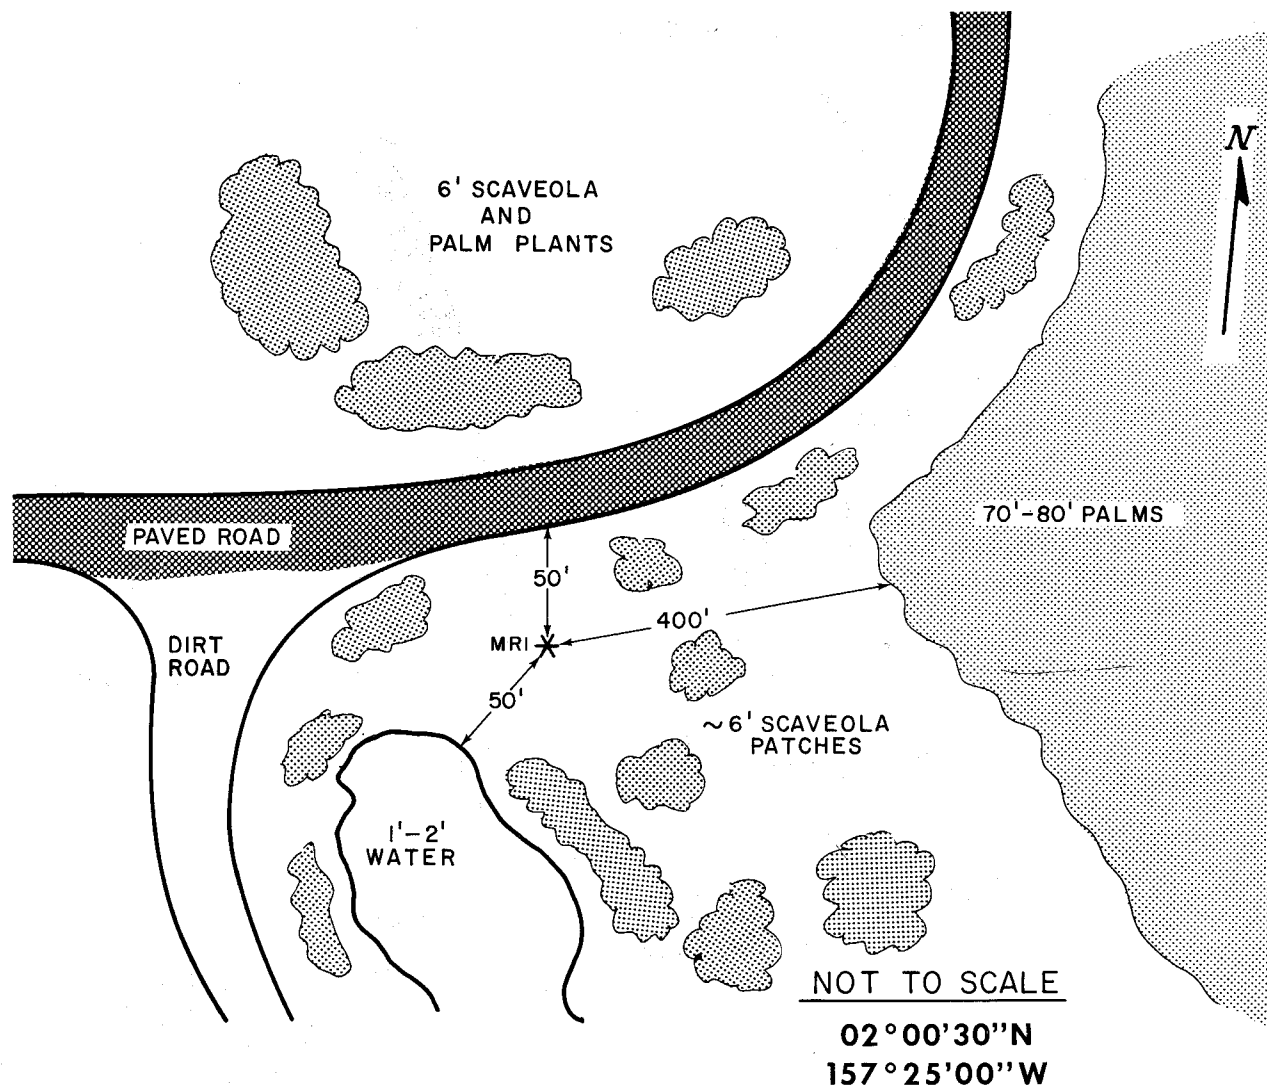 6' SCAVEOLA
AND
PALM PLANTS
N
PAVED ROAD
70'-80' PALMS
50'
400'
MRI
DIRT
ROAD
50'
~6' SCAVEOLA
PATCHES
1'-2'
WATER
NOT TO SCALE
02°00'30"N
157°25'00"W